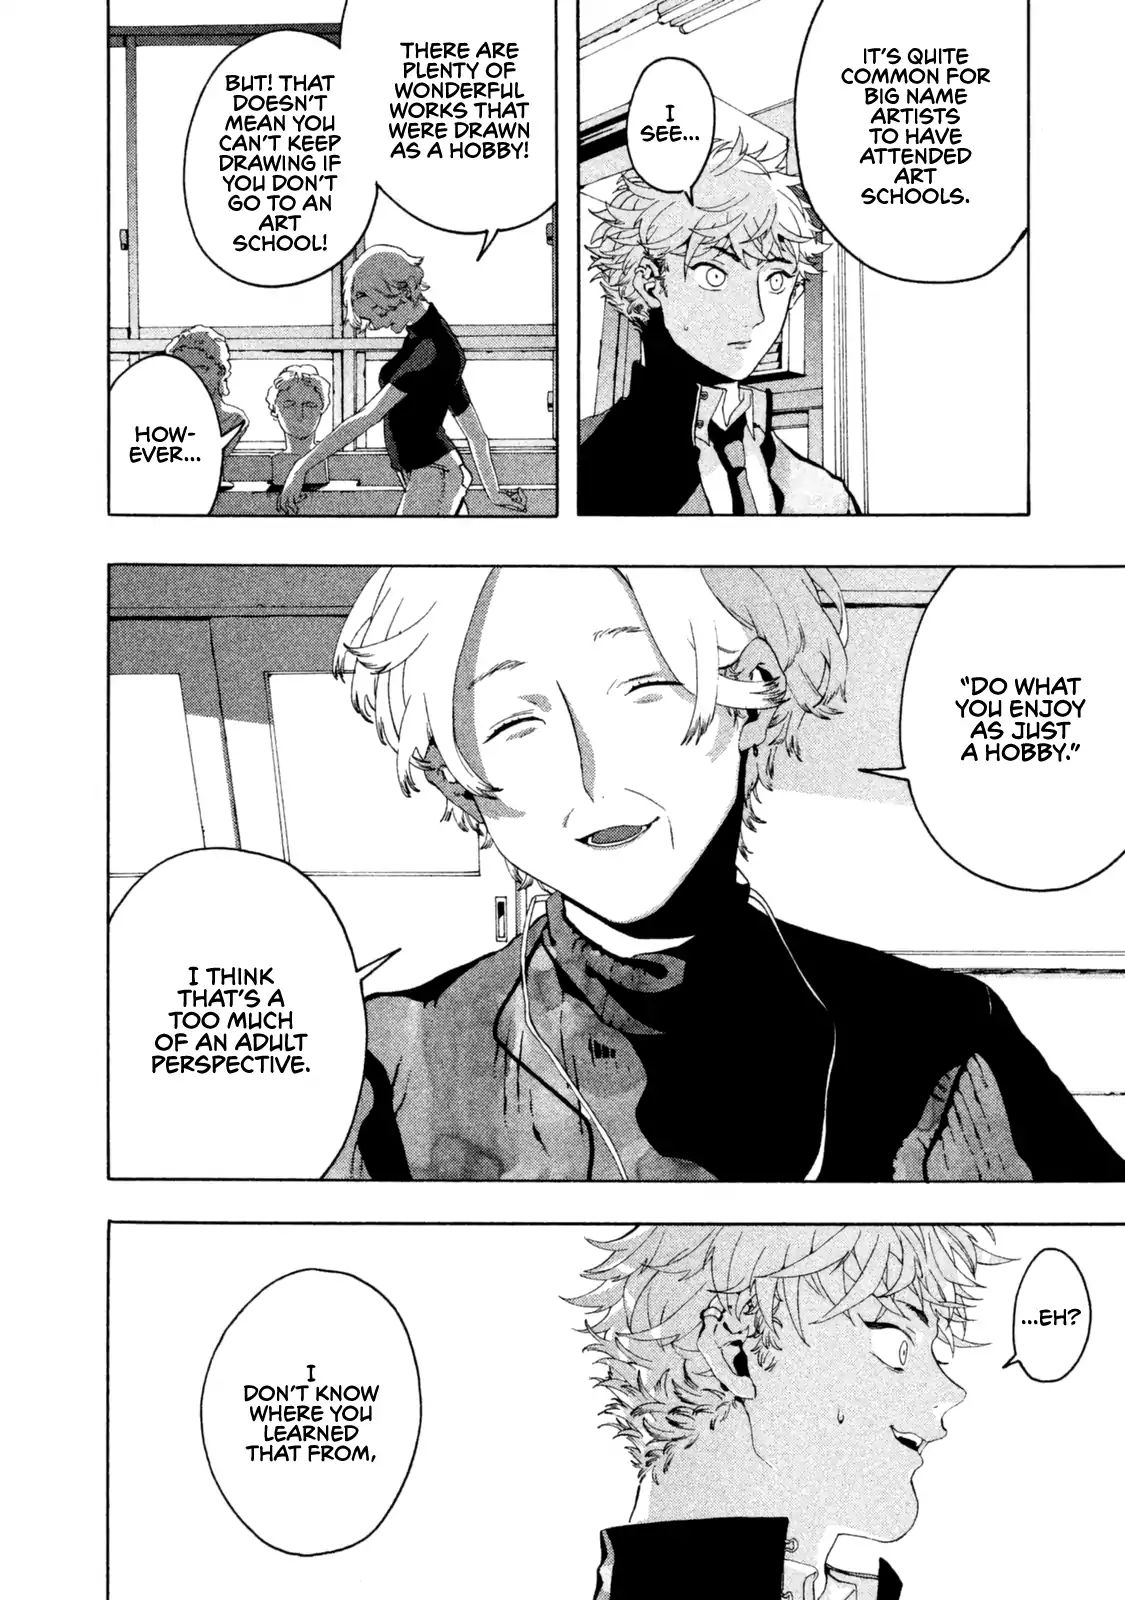 IT'S QUITE
COMMON FOR
BIG NAME
ARTISTS
TO HAVE
ATTENDED
ART
SCHOOLS.
I
SEE...
THERE ARE
PLENTY OF
WONDERFUL
WORKS THAT
WERE DRAWN
AS A HOBBY!
BUT! THAT
DOESN'T
MEAN YOU
CAN'T KEEP
DRAWING IF
YOU DON'T
GO TO AN
ART
SCHOOL!
HOW-
EVER...
"DO WHAT
YOU ENJOY
AS JUST
A HOBBY."
I THINK
THAT'S A
TOO MUCH
OF AN ADULT
PERSPECTIVE.
...EH?
I
DON'T KNOW
WHERE YOU
LEARNED
THAT FROM,